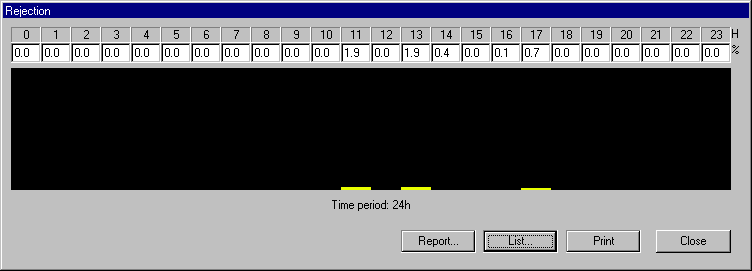 Rejection
0 1 2 3 4 5 6 7 8 9 10 11 12 13 14 15 16 17 18 19 20 21 22 23 H
0.0 0.0 0.0 0.0 0.0 0.0 0.0 0.0 0.0 0.0 0.0 1.9 0.0 1.9 0.4 0.0 0.1 0.7 0.0 0.0 0.0 0.0 0.0 0.0 %
Time period: 24h
Report... List... Print Close